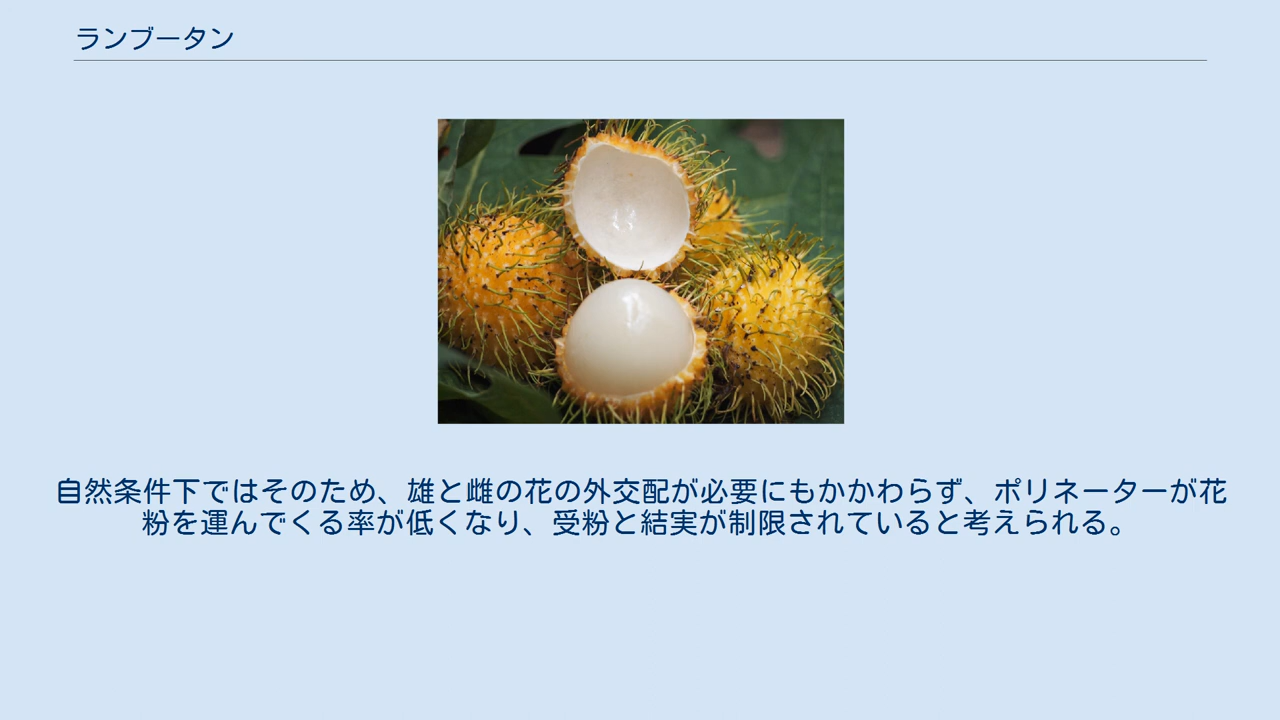 ランブータン
自然条件下ではそのため、雄と雌の花の外交配が必要にもかかわらず、ポリネーターが花
粉を運んでくる率が低くなり、受粉と結実が制限されていると考えられる。